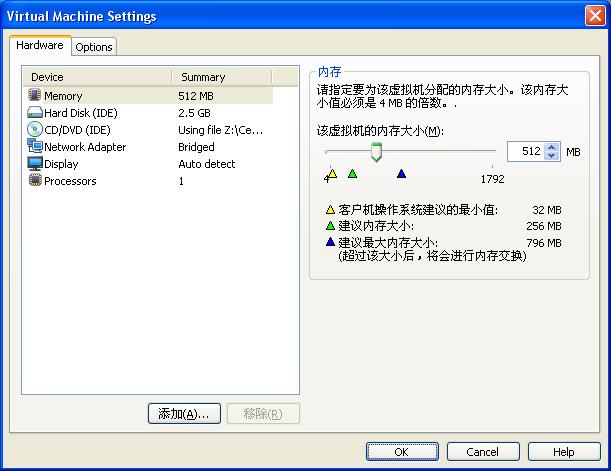 Virtual Machine Settings
Hardware
Options
Device Summary
Memory 512 MB
Hard Disk (IDE) 2.5 GB
CD/DVD (IDE) Using file Z:\Ce...
Network Adapter Bridged
Display Auto detect
Processors 1
添加(A)...
移除(R)
内存
请指定要为该虚拟机分配的内存大小。该内存大
小值必须是 4 MB 的倍数。.
该虚拟机的内存大小(M):
512 MB
4 1792
客户机操作系统建议的最小值: 32 MB
建议内存大小: 256 MB
建议最大内存大小: 796 MB
(超过该大小后，将会进行内存交换)
OK Cancel Help